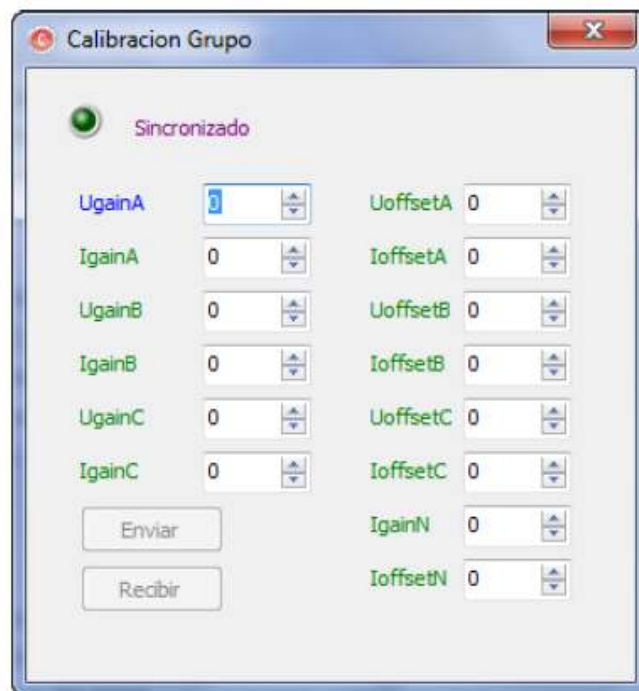 Calibracion Grupo
Sincronizado
UgainA 0 UoffsetA 0
IgainA 0 IoffsetA 0
UgainB 0 UoffsetB 0
IgainB 0 IoffsetB 0
UgainC 0 UoffsetC 0
IgainC 0 IoffsetC 0
Enviar IgainN 0
Recibir IoffsetN 0